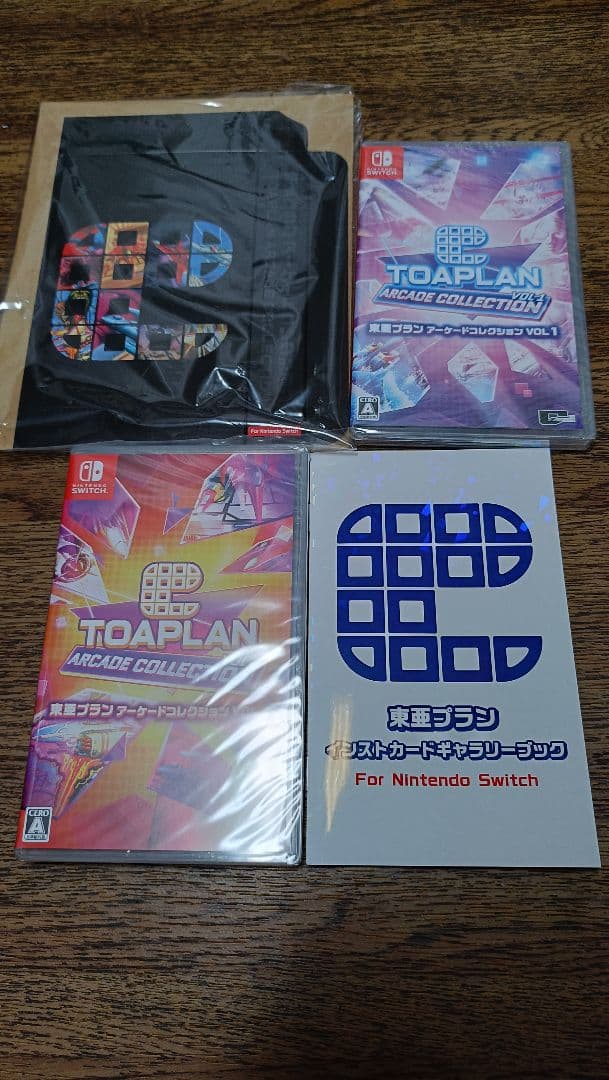 For Nintendo Switch
NINTENDO
SWITCH
TOAPLAN
ARCADE COLLECTION
VOL.1
東亜プラン アーケードコレクション VOL 1
CERO
A
NINTENDO
SWITCH
TOAPLAN
ARCADE COLLECTION
東亜プラン アーケードコレクション
CERO
A
東亜プラン
インストカードギャラリーブック
For Nintendo Switch